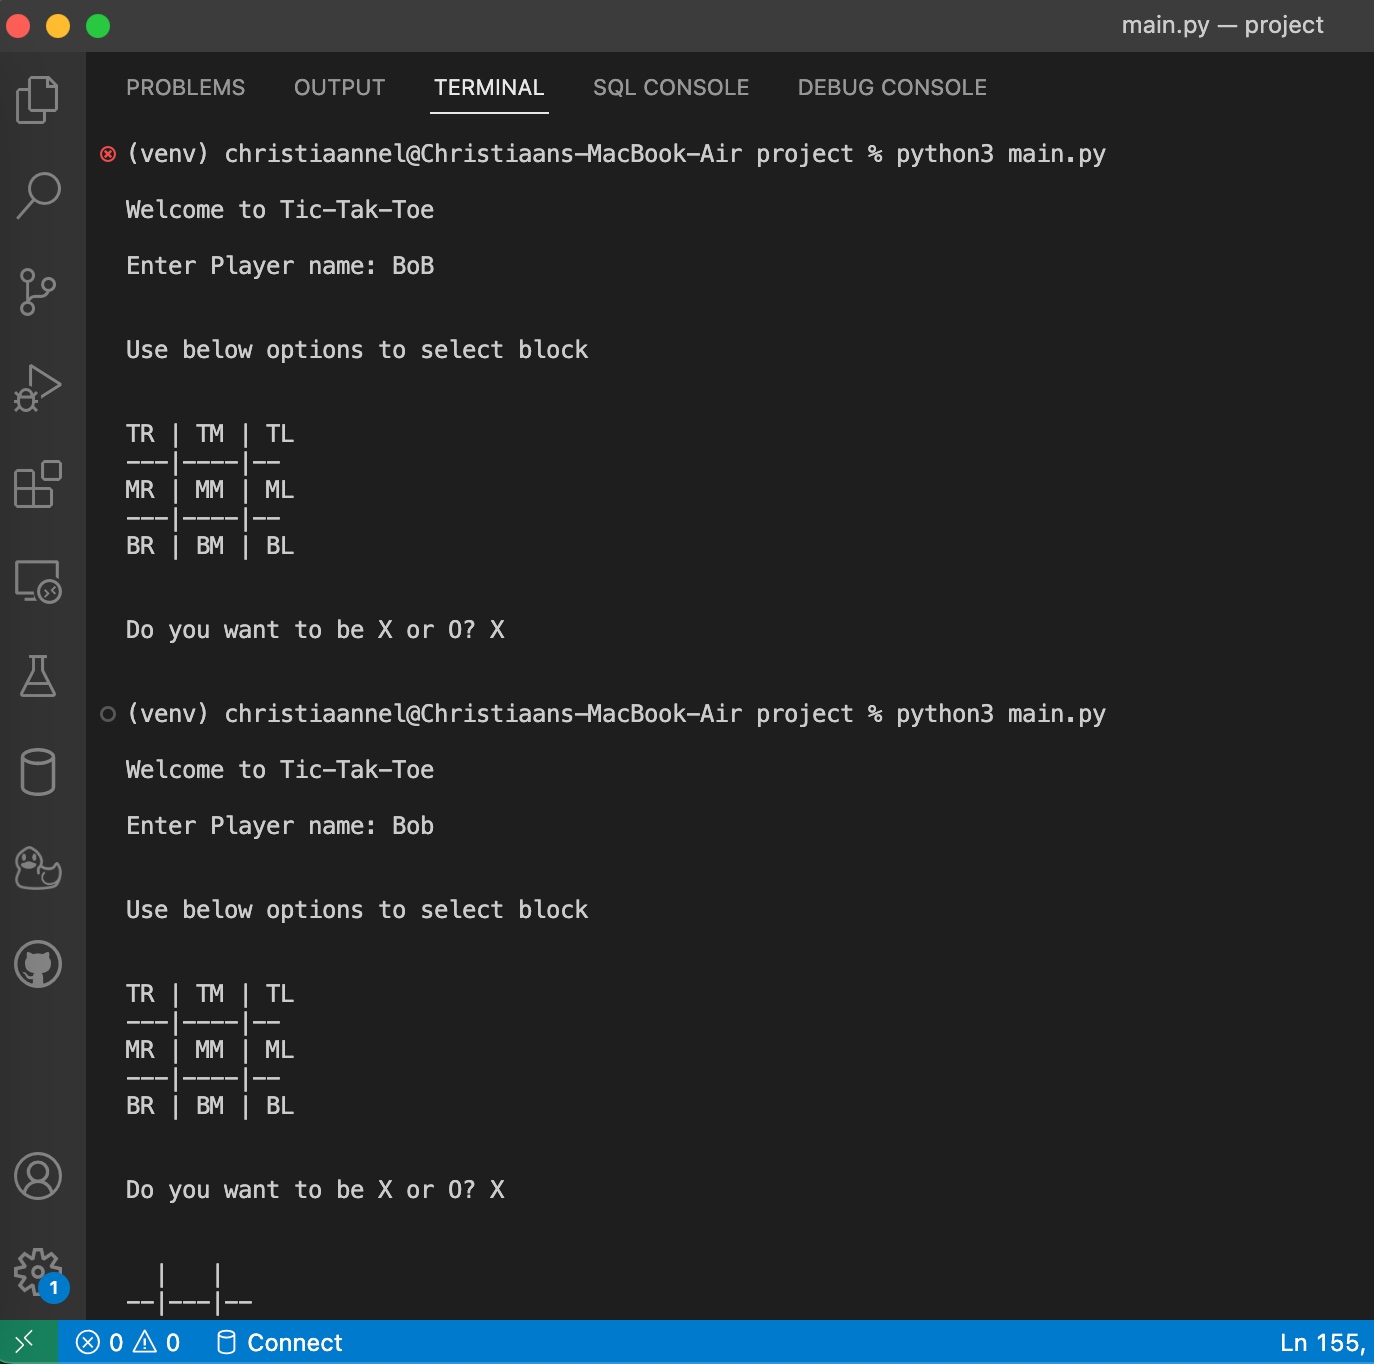 main.py — project
PROBLEMS OUTPUT TERMINAL SQL CONSOLE DEBUG CONSOLE
(venv) christiaannel@Christiaans-MacBook-Air project % python3 main.py
Welcome to Tic-Tak-Toe
Enter Player name: BoB
Use below options to select block
TR | TM | TL
---|----|--
MR | MM | ML
---|----|--
BR | BM | BL
Do you want to be X or O? X
(venv) christiaannel@Christiaans-MacBook-Air project % python3 main.py
Welcome to Tic-Tak-Toe
Enter Player name: Bob
Use below options to select block
TR | TM | TL
---|----|--
MR | MM | ML
---|----|--
BR | BM | BL
Do you want to be X or O? X
  |   |
--|---|--
1
0 0 Connect Ln 155,